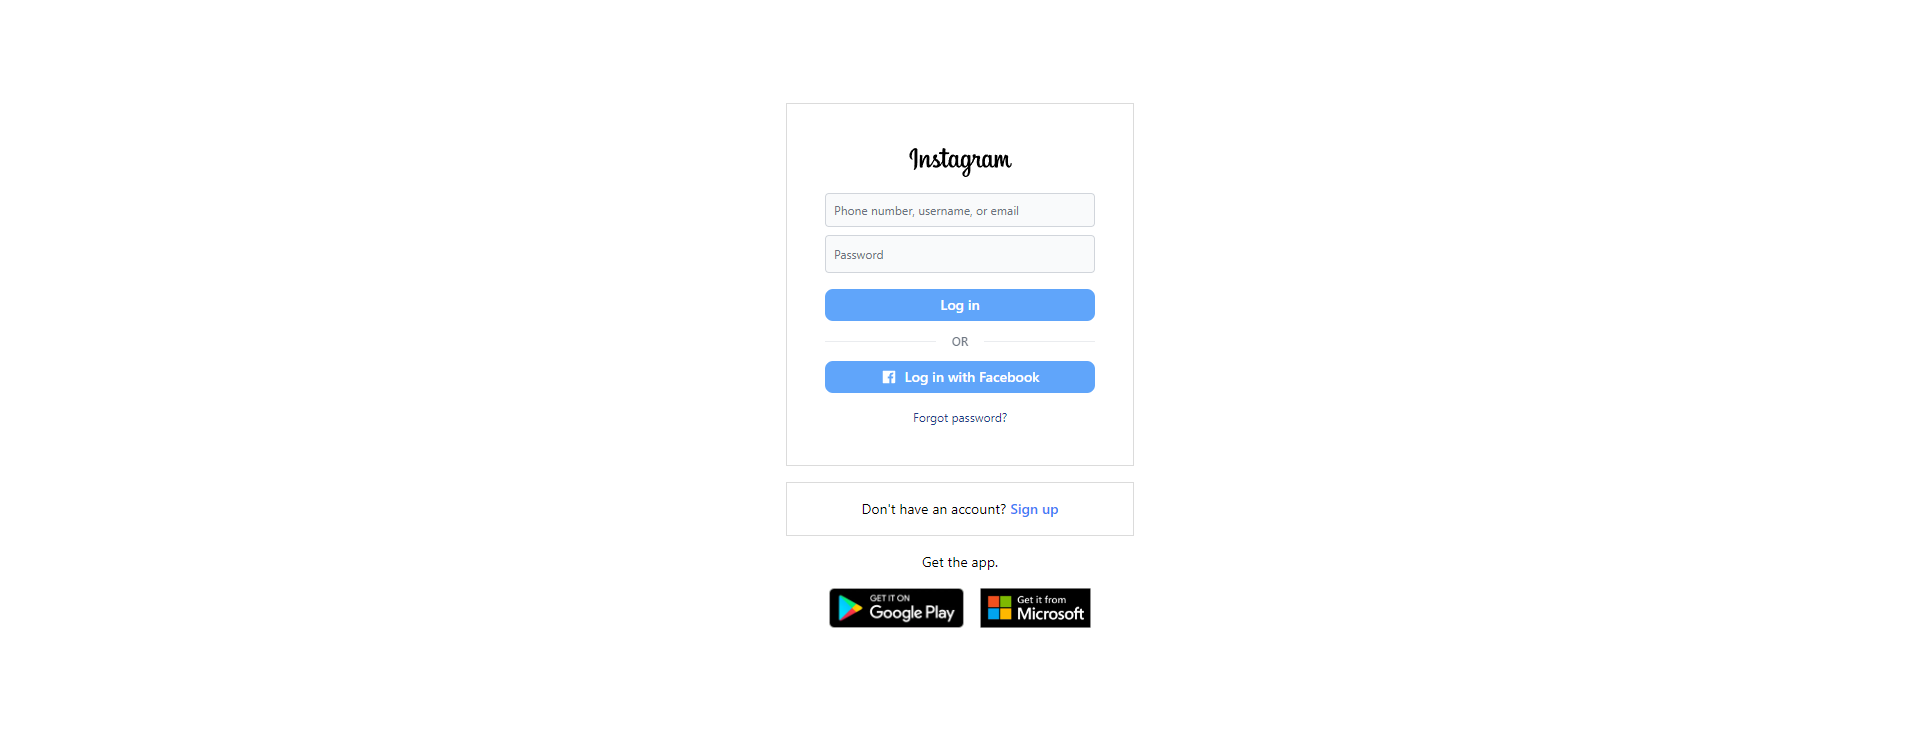 Instagram
Phone number, username, or email
Password
Log in
OR
Log in with Facebook
Forgot password?
Don't have an account? Sign up
Get the app.
GET IT ON
Google Play
Get it from
Microsoft